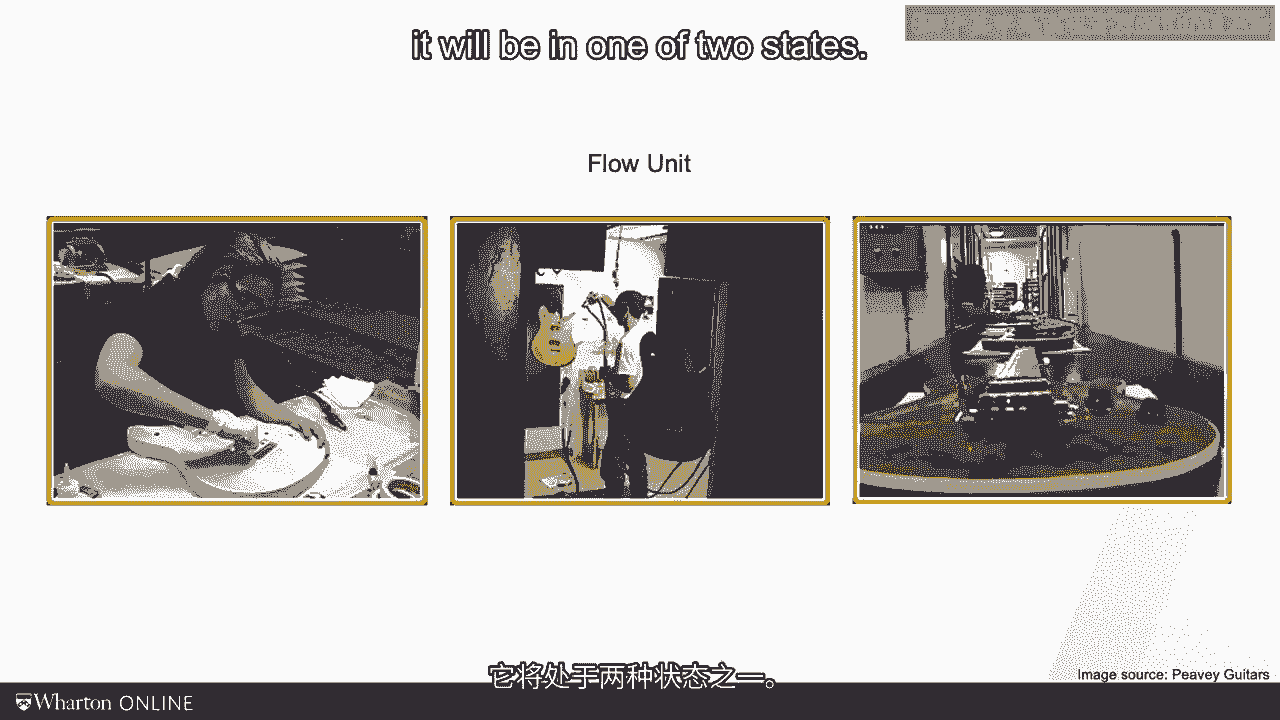 it will be in one of two states.
Flow Unit
它将处于两种状态之一。
Image source: Peavey Guitars
Wharton ONLINE